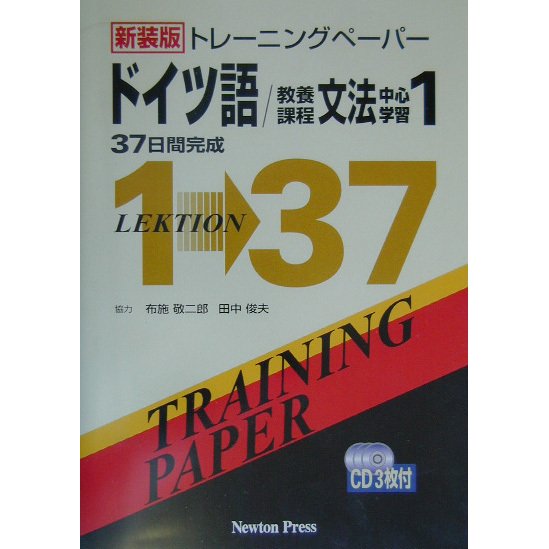 新装版 トレーニングペーパー
ドイツ語/教養課程 文法 中心学習 1
37日間完成
1➡37
LEKTION
協力 布施 敬二郎 田中 俊夫
TRAINING
PAPER
CD3枚付
Newton Press